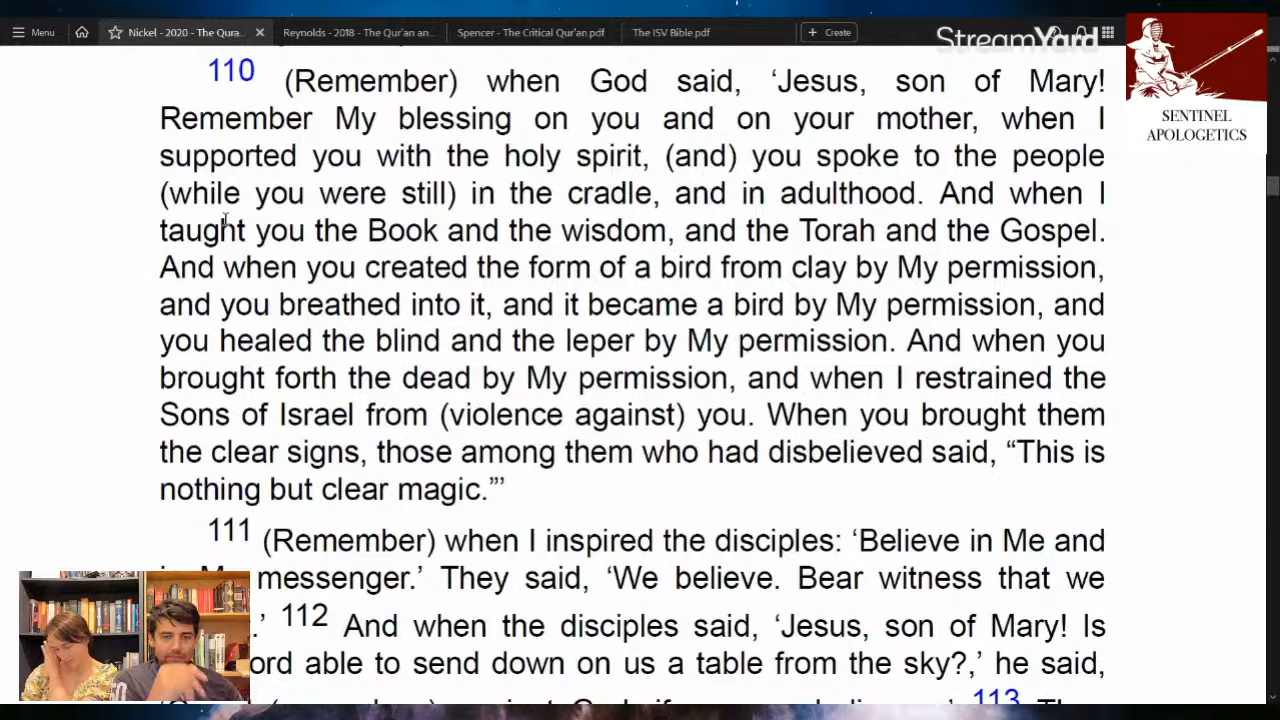 Menu
Nickel - 2020 - The Qura...
Reynolds - 2018 - The Qur'an an...
Spencer - The Critical Qur'an.pdf
The ISV Bible.pdf
+ Create
StreamYard
SENTINEL
APOLOGETICS
110 (Remember) when God said, ‘Jesus, son of Mary!
Remember My blessing on you and on your mother, when I
supported you with the holy spirit, (and) you spoke to the people
(while you were still) in the cradle, and in adulthood. And when I
taught you the Book and the wisdom, and the Torah and the Gospel.
And when you created the form of a bird from clay by My permission,
and you breathed into it, and it became a bird by My permission, and
you healed the blind and the leper by My permission. And when you
brought forth the dead by My permission, and when I restrained the
Sons of Israel from (violence against) you. When you brought them
the clear signs, those among them who had disbelieved said, “This is
nothing but clear magic.”’
111 (Remember) when I inspired the disciples: ‘Believe in Me and
messenger.’ They said, ‘We believe. Bear witness that we
.’ 112 And when the disciples said, ‘Jesus, son of Mary! Is
able to send down on us a table from the sky?,’ he said,
113